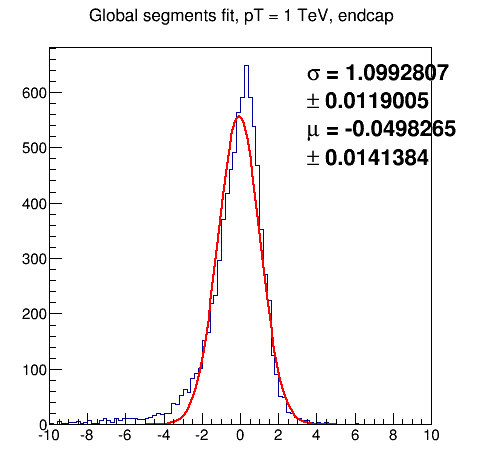 Global segments fit, pT = 1 TeV, endcap
σ = 1.0992807
± 0.0119005
μ = -0.0498265
± 0.0141384
600
500
400
300
200
100
0
-10 -8 -6 -4 -2 0 2 4 6 8 10